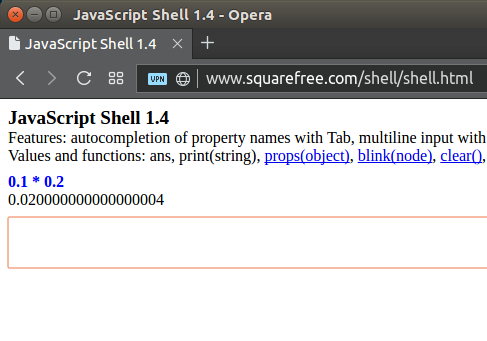 JavaScript Shell 1.4 - Opera
JavaScript Shell 1.4
VPN www.squarefree.com/shell/shell.html
JavaScript Shell 1.4
Features: autocompletion of property names with Tab, multiline input with
Values and functions: ans, print(string), props(object), blink(node), clear(),
0.1 * 0.2
0.020000000000000004